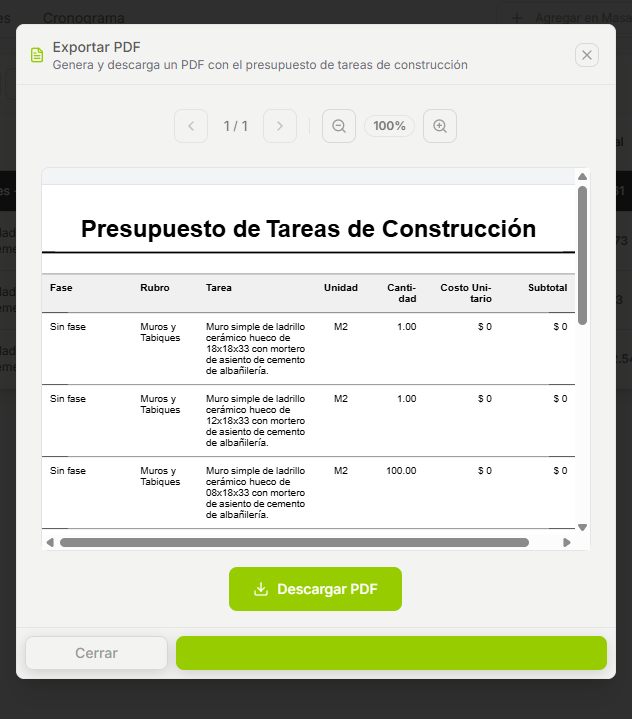 es Cronograma + Agregar en Masa
Exportar PDF
Genera y descarga un PDF con el presupuesto de tareas de construcción
1 / 1 100%
Presupuesto de Tareas de Construcción
Fase Rubro Tarea Unidad Canti- Costo Uni- Subtotal
dad tario
Sin fase Muros y Muro simple de ladrillo M2 1.00 $ 0 $ 0
Tabiques cerámico hueco de
18x18x33 con mortero
de asiento de cemento
de albañilería.
Sin fase Muros y Muro simple de ladrillo M2 1.00 $ 0 $ 0
Tabiques cerámico hueco de
12x18x33 con mortero
de asiento de cemento
de albañilería.
Sin fase Muros y Muro simple de ladrillo M2 100.00 $ 0 $ 0
Tabiques cerámico hueco de
08x18x33 con mortero
de asiento de cemento
de albañilería.
Descargar PDF
Cerrar